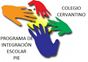 COLEGIO
CERVANTINO
PROGRAMA DE
INTEGRACIÓN
ESCOLAR
PIE